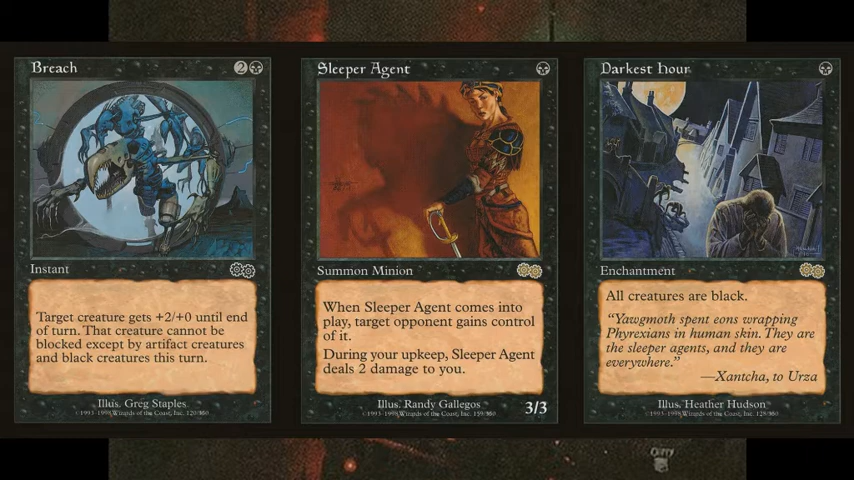 Breach
2
Instant
Target creature gets +2/+0 until end
of turn. That creature cannot be
blocked except by artifact creatures
and black creatures this turn.
Illus. Greg Staples
Sleeper Agent
Summon Minion
When Sleeper Agent comes into
play, target opponent gains control
of it.
During your upkeep, Sleeper Agent
deals 2 damage to you.
Illus. Randy Gallegos
3/3
Darkest Hour
Enchantment
All creatures are black.
“Yawgmoth spent eons wrapping
Phyrexians in human skin. They are
the sleeper agents, and they are
everywhere.”
—Xantcha, to Urza
Illus. Heather Hudson